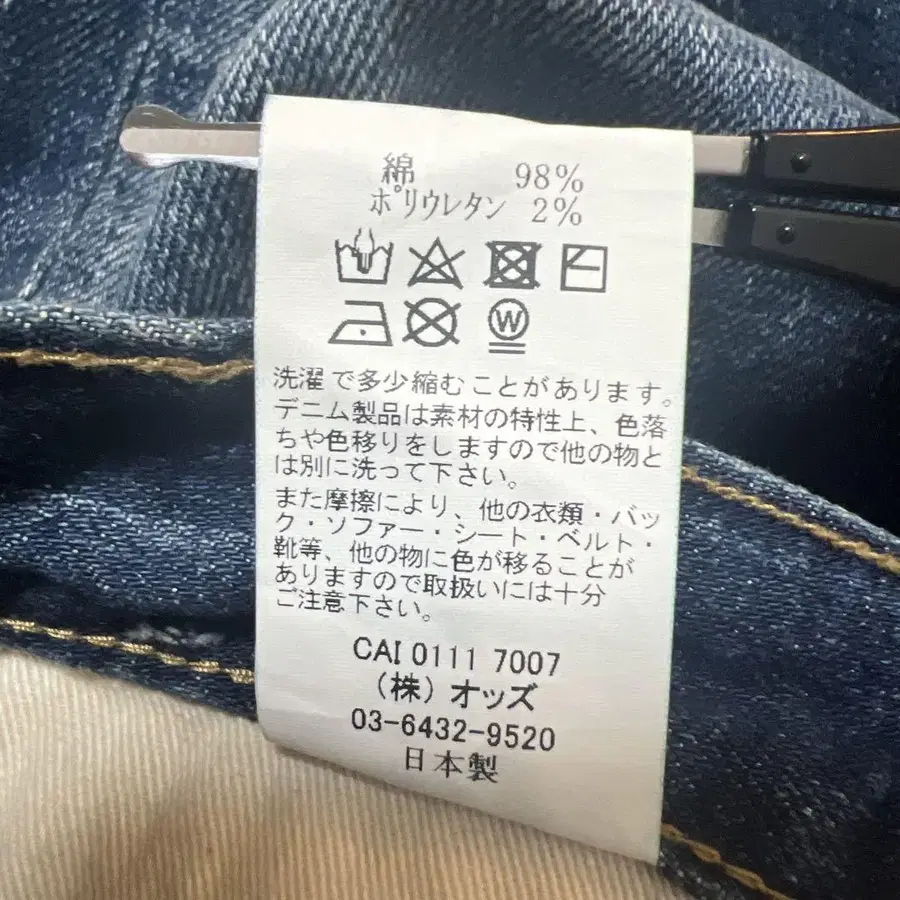 綿 98%
ポリウレタン 2%
W
洗濯で多少縮むことがあります。
デニム製品は素材の特性上、色落
ちや色移りをしますので他の物と
は別に洗って下さい。
また摩擦により、他の衣類・バッ
ク・ソファー・シート・ベルト・
靴等、他の物に色が移ることが
ありますので取扱いには十分
ご注意下さい。
CAI 0111 7007
(株) オッズ
03-6432-9520
日本製